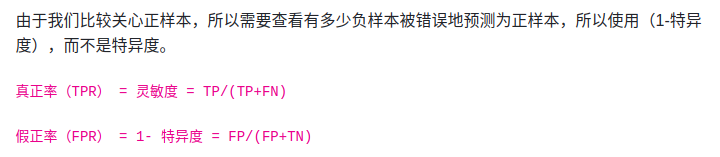 由于我们比较关心正样本，所以需要查看有多少负样本被错误地预测为正样本，所以使用（1-特异
度），而不是特异度。
真正率（TPR） = 灵敏度 = TP/(TP+FN)
假正率（FPR） = 1- 特异度 = FP/(FP+TN)